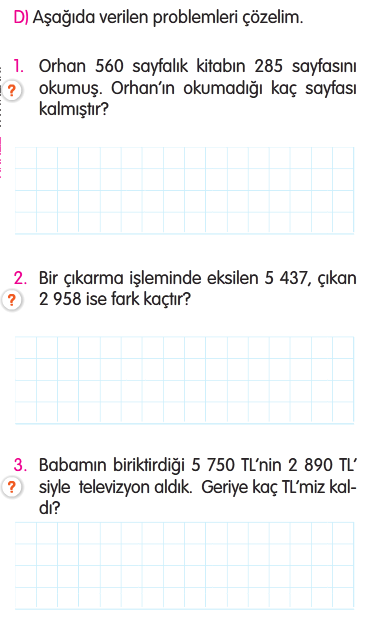 D) Aşağıda verilen problemleri çözelim.
1. Orhan 560 sayfalık kitabın 285 sayfasını
? okumuş. Orhan’ın okumadığı kaç sayfası
kalmıştır?
2. Bir çıkarma işleminde eksilen 5 437, çıkan
? 2 958 ise fark kaçtır?
3. Babamın biriktirdiği 5 750 TL’nin 2 890 TL’
? siyle televizyon aldık. Geriye kaç TL’miz kal-
dı?